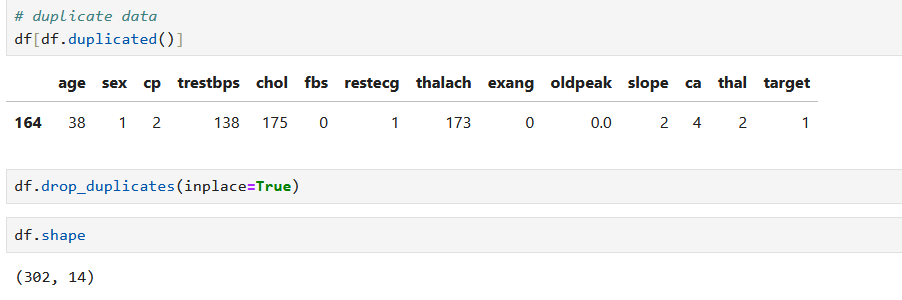 # duplicate data
df[df.duplicated()]
age sex cp trestbps chol fbs restecg thalach exang oldpeak slope ca thal target
164 38 1 2 138 175 0 1 173 0 0.0 2 4 2 1
df.drop_duplicates(inplace=True)
df.shape
(302, 14)